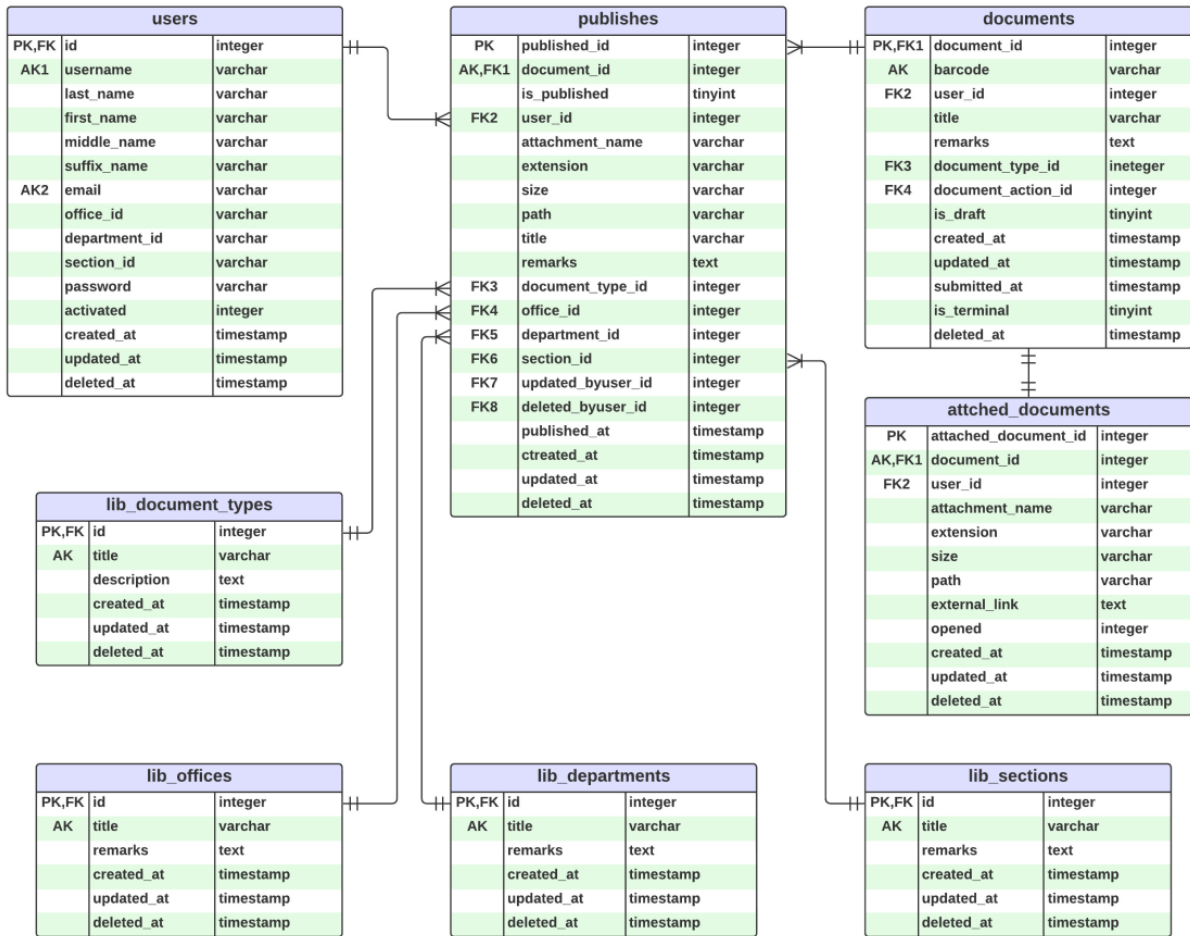 users
PK,FK id integer
AK1 username varchar
last_name varchar
first_name varchar
middle_name varchar
suffix_name varchar
AK2 email varchar
office_id varchar
department_id varchar
section_id varchar
password varchar
activated integer
created_at timestamp
updated_at timestamp
deleted_at timestamp
publishes
PK published_id integer
AK,FK1 document_id integer
is_published tinyint
FK2 user_id integer
attachment_name varchar
extension varchar
size varchar
path varchar
title varchar
remarks text
FK3 document_type_id integer
FK4 office_id integer
FK5 department_id integer
FK6 section_id integer
FK7 updated_byuser_id integer
FK8 deleted_byuser_id integer
published_at timestamp
ctreated_at timestamp
updated_at timestamp
deleted_at timestamp
documents
PK,FK1 document_id integer
AK barcode varchar
FK2 user_id integer
title varchar
remarks text
FK3 document_type_id ineteger
FK4 document_action_id integer
is_draft tinyint
created_at timestamp
updated_at timestamp
submitted_at timestamp
is_terminal tinyint
deleted_at timestamp
attched_documents
PK attached_document_id integer
AK,FK1 document_id integer
FK2 user_id integer
attachment_name varchar
extension varchar
size varchar
path varchar
external_link text
opened integer
created_at timestamp
updated_at timestamp
deleted_at timestamp
lib_document_types
PK,FK id integer
AK title varchar
description text
created_at timestamp
updated_at timestamp
deleted_at timestamp
lib_offices
PK,FK id integer
AK title varchar
remarks text
created_at timestamp
updated_at timestamp
deleted_at timestamp
lib_departments
PK,FK id integer
AK title varchar
remarks text
created_at timestamp
updated_at timestamp
deleted_at timestamp
lib_sections
PK,FK id integer
AK title varchar
remarks text
created_at timestamp
updated_at timestamp
deleted_at timestamp